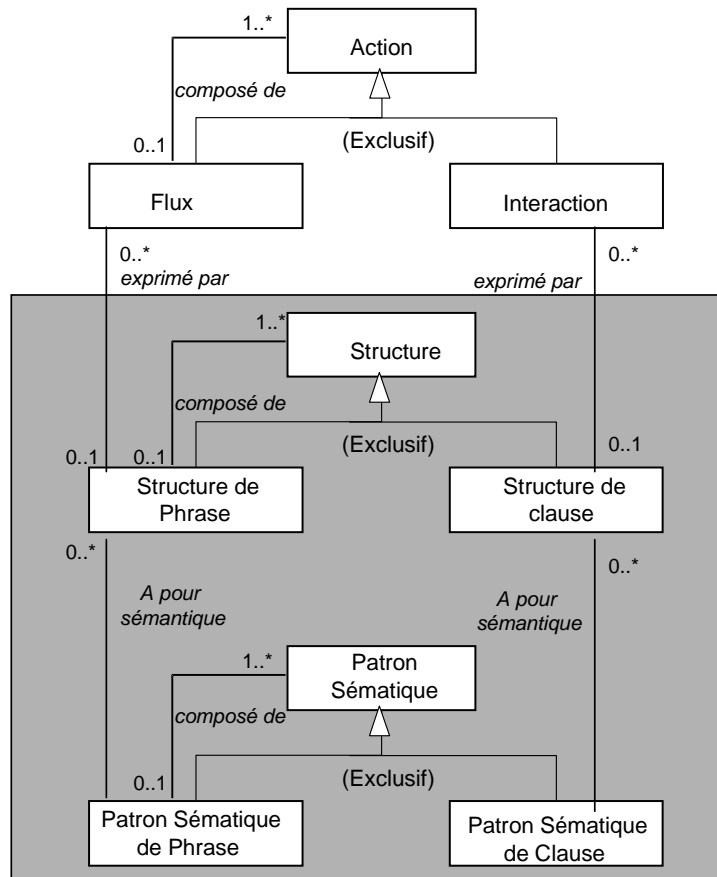 1..*
Action
composé de
0..1
(Exclusif)
Flux
Interaction
0..*
0..*
exprimé par
exprimé par
1..*
Structure
composé de
(Exclusif)
0..1
0..1
0..1
Structure de
Phrase
Structure de
clause
0..*
0..*
A pour
sémantique
A pour
sémantique
1..*
Patron
Sématique
composé de
(Exclusif)
0..1
Patron Sématique
de Phrase
Patron Sématique
de Clause